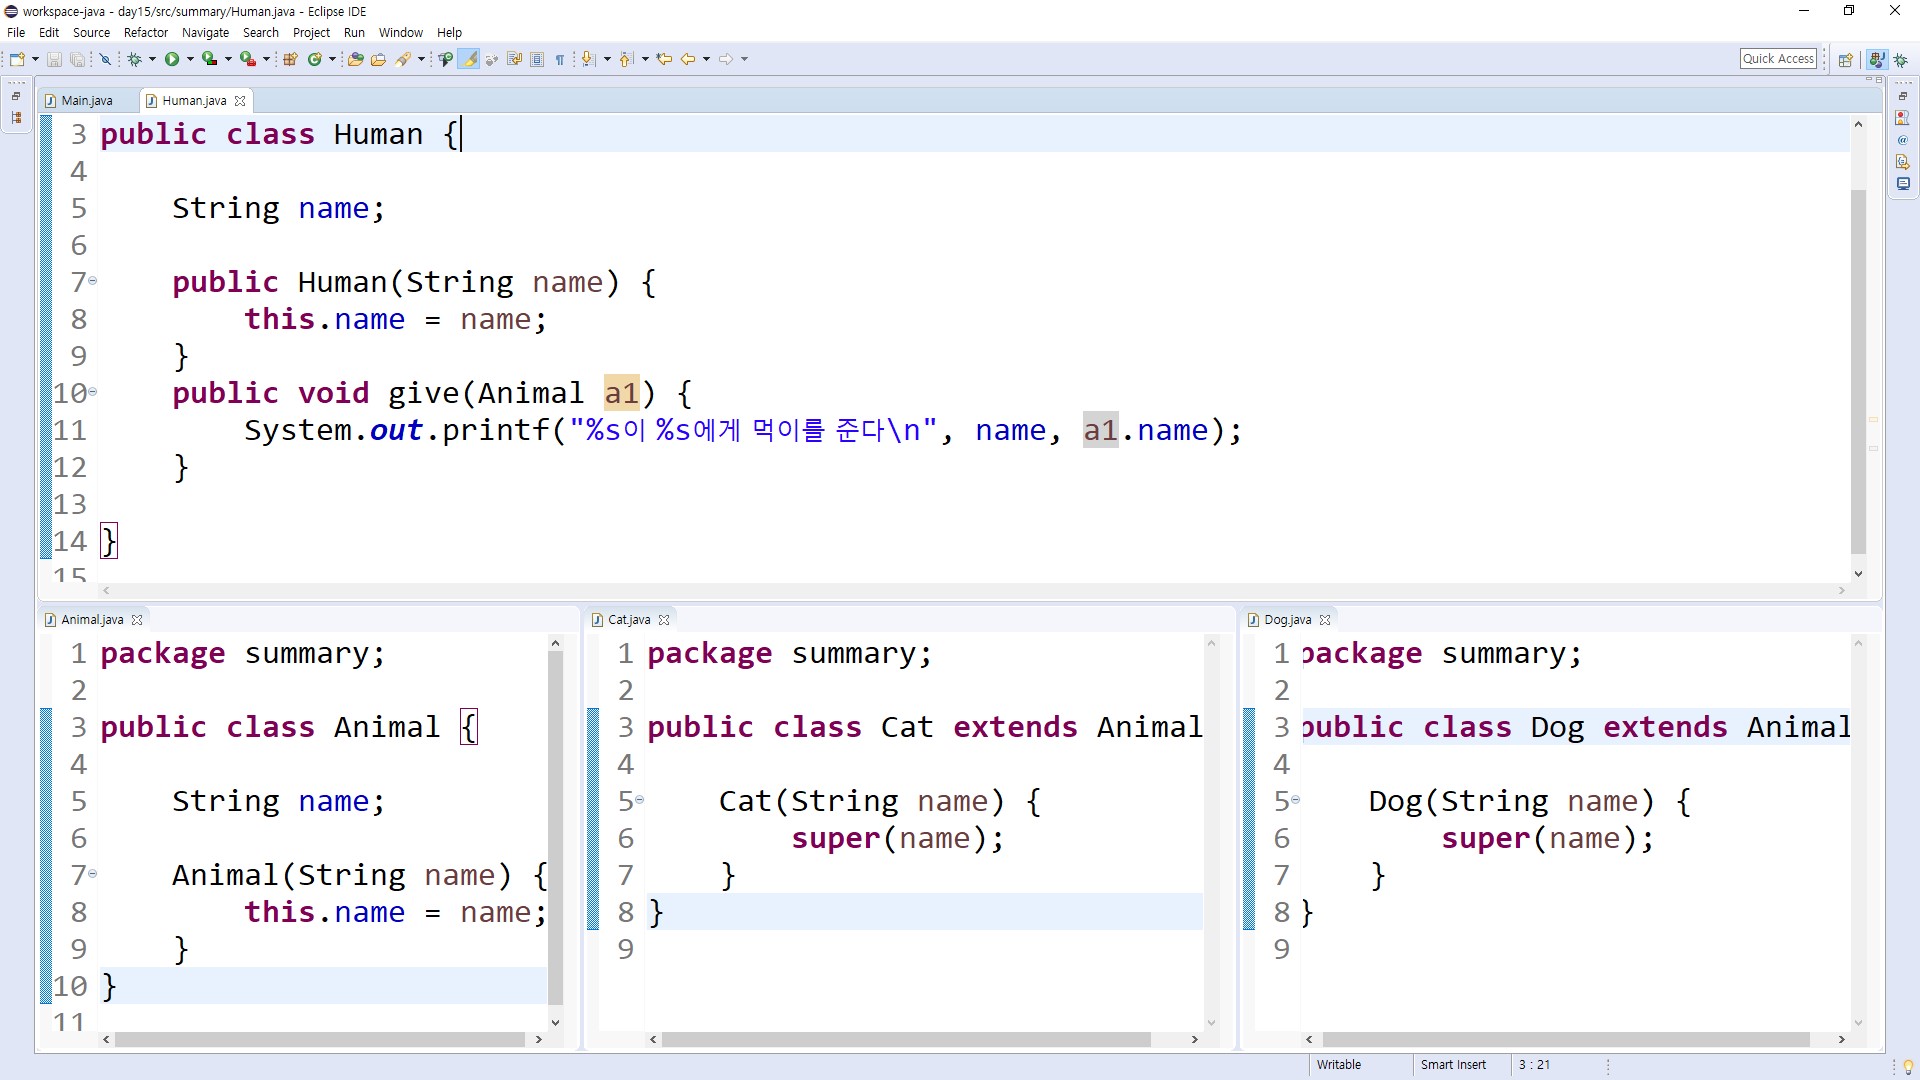 workspace-java - day15/src/summary/Human.java - Eclipse IDE
File Edit Source Refactor Navigate Search Project Run Window Help
Quick Access
Main.java Human.java
3 public class Human {
4
5     String name;
6
7     public Human(String name) {
8         this.name = name;
9     }
10     public void give(Animal a1) {
11         System.out.printf("%s이 %s에게 먹이를 준다\n", name, a1.name);
12     }
13
14 }
15
Animal.java
1 package summary;
2
3 public class Animal {
4
5     String name;
6
7     Animal(String name) {
8         this.name = name;
9     }
10 }
11
Cat.java
1 package summary;
2
3 public class Cat extends Animal
4
5     Cat(String name) {
6         super(name);
7     }
8 }
9
Dog.java
1 package summary;
2
3 public class Dog extends Animal
4
5     Dog(String name) {
6         super(name);
7     }
8 }
9
Writable Smart Insert 3 : 21